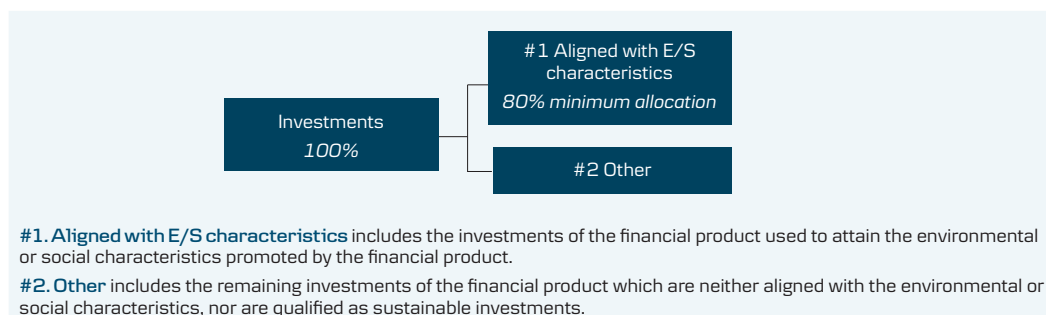 #1 Aligned with E/S
characteristics
80% minimum allocation
Investments
100%
#2 Other
#1. Aligned with E/S characteristics includes the investments of the financial product used to attain the environmental
or social characteristics promoted by the financial product.
#2. Other includes the remaining investments of the financial product which are neither aligned with the environmental or
social characteristics, nor are qualified as sustainable investments.